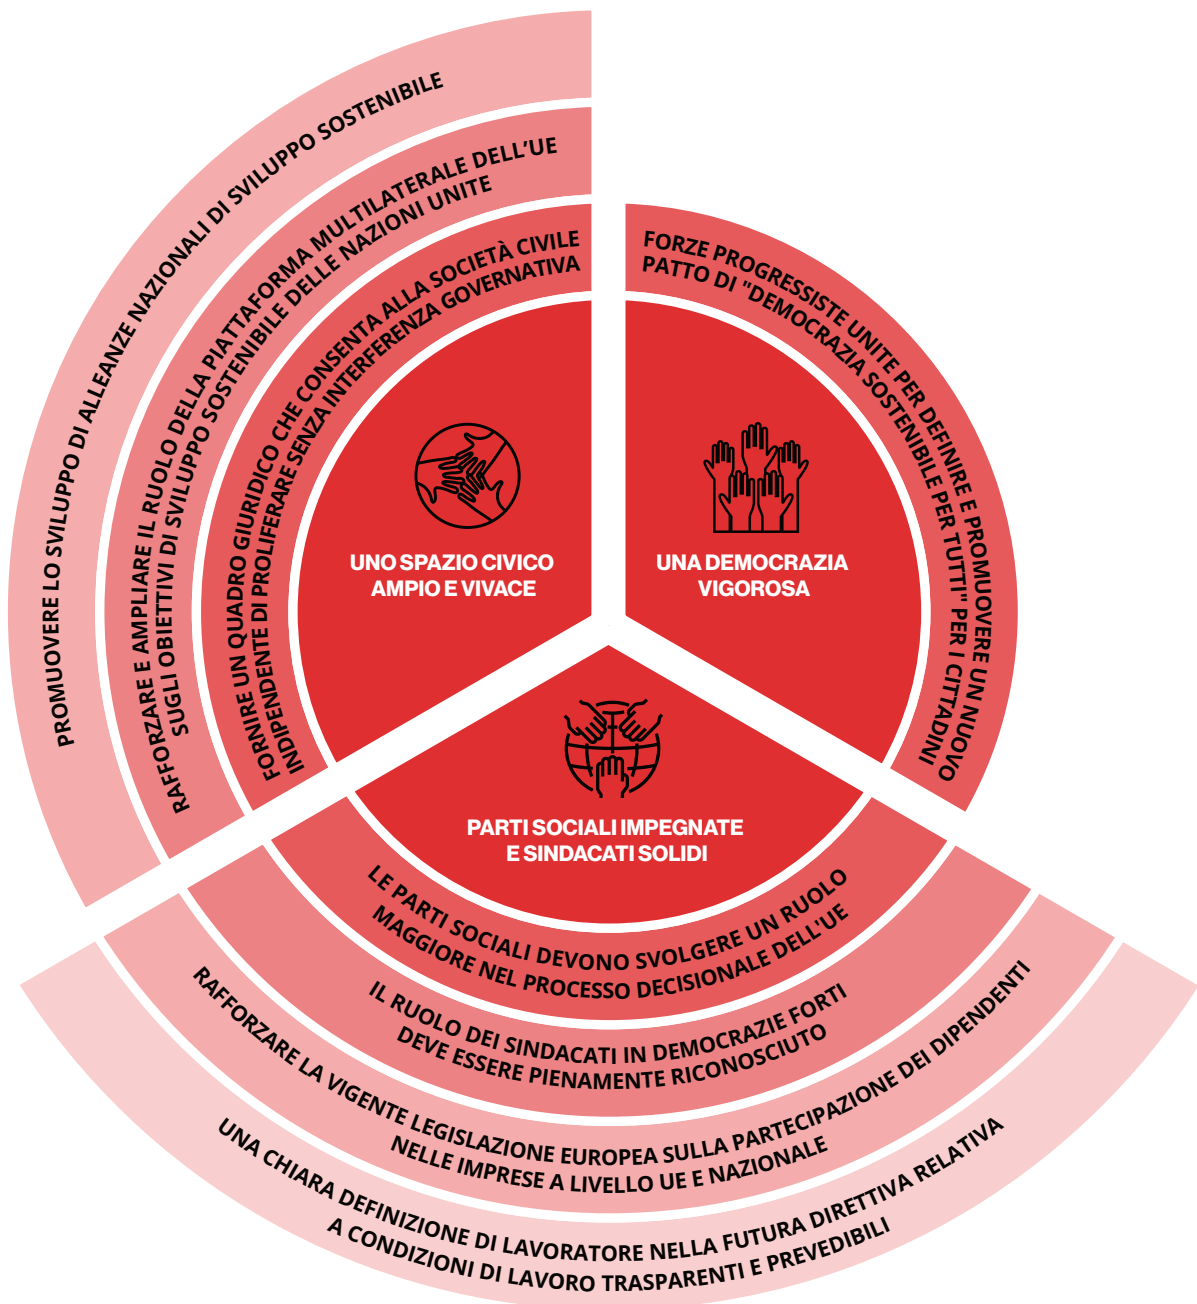 PROMUOVERE LO SVILUPPO DI ALLEANZE NAZIONALI DI SVILUPPO SOSTENIBILE
RAFFORZARE E AMPLIARE IL RUOLO DELLA PIATTAFORMA MULTILATERALE DELL'UE
SUGLI OBIETTIVI DI SVILUPPO SOSTENIBILE DELLE NAZIONI UNITE
FORNIRE UN QUADRO GIURIDICO CHE CONSENTA ALLA SOCIETÀ CIVILE
INDIPENDENTE DI PROLIFERARE SENZA INTERFERENZA GOVERNATIVA
UNO SPAZIO CIVICO
AMPIO E VIVACE
FORZE PROGRESSISTE UNITE PER DEFINIRE E PROMUOVERE UN NUOVO
PATTO DI "DEMOCRAZIA SOSTENIBILE PER TUTTI" PER I CITTADINI
UNA DEMOCRAZIA
VIGOROSA
PARTI SOCIALI IMPEGNATE
E SINDACATI SOLIDI
LE PARTI SOCIALI DEVONO SVOLGERE UN RUOLO
MAGGIORE NEL PROCESSO DECISIONALE DELL'UE
IL RUOLO DEI SINDACATI IN DEMOCRAZIE FORTI
DEVE ESSERE PIENAMENTE RICONOSCIUTO
RAFFORZARE LA VIGENTE LEGISLAZIONE EUROPEA SULLA PARTECIPAZIONE DEI DIPENDENTI
NELLE IMPRESE A LIVELLO UE E NAZIONALE
UNA CHIARA DEFINIZIONE DI LAVORATORE NELLA FUTURA DIRETTIVA RELATIVA
A CONDIZIONI DI LAVORO TRASPARENTI E PREVEDIBILI